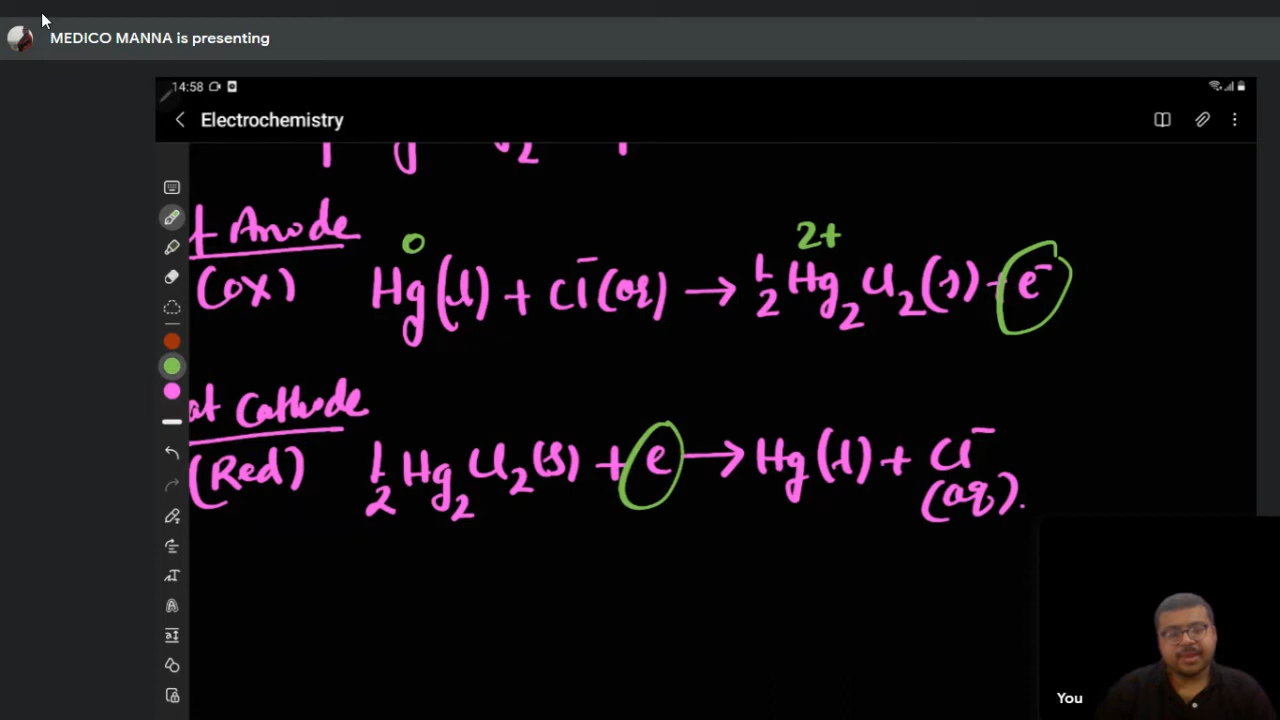 MEDICO MANNA is presenting
14:58
Electrochemistry
t Anode
0
2+
(OX) Hg(l) + Cl⁻(aq) → 1/2 Hg₂Cl₂(s) + e⁻
at Cathode
(Red) 1/2 Hg₂Cl₂(s) + e → Hg(l) + Cl⁻
(aq).
You